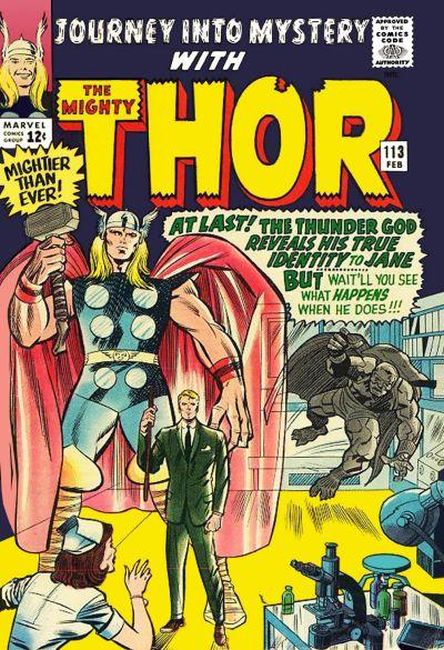 JOURNEY INTO MYSTERY
WITH
THE
MIGHTY
THOR
APPROVED
BY THE
COMICS
CODE
AUTHORITY
MARVEL
COMICS
GROUP
12¢
113
FEB
MIGHTIER
THAN
EVER!
AT LAST! THE THUNDER GOD
REVEALS HIS TRUE
IDENTITY TO JANE
BUT WAIT'LL YOU SEE
WHAT HAPPENS
WHEN HE DOES!!!